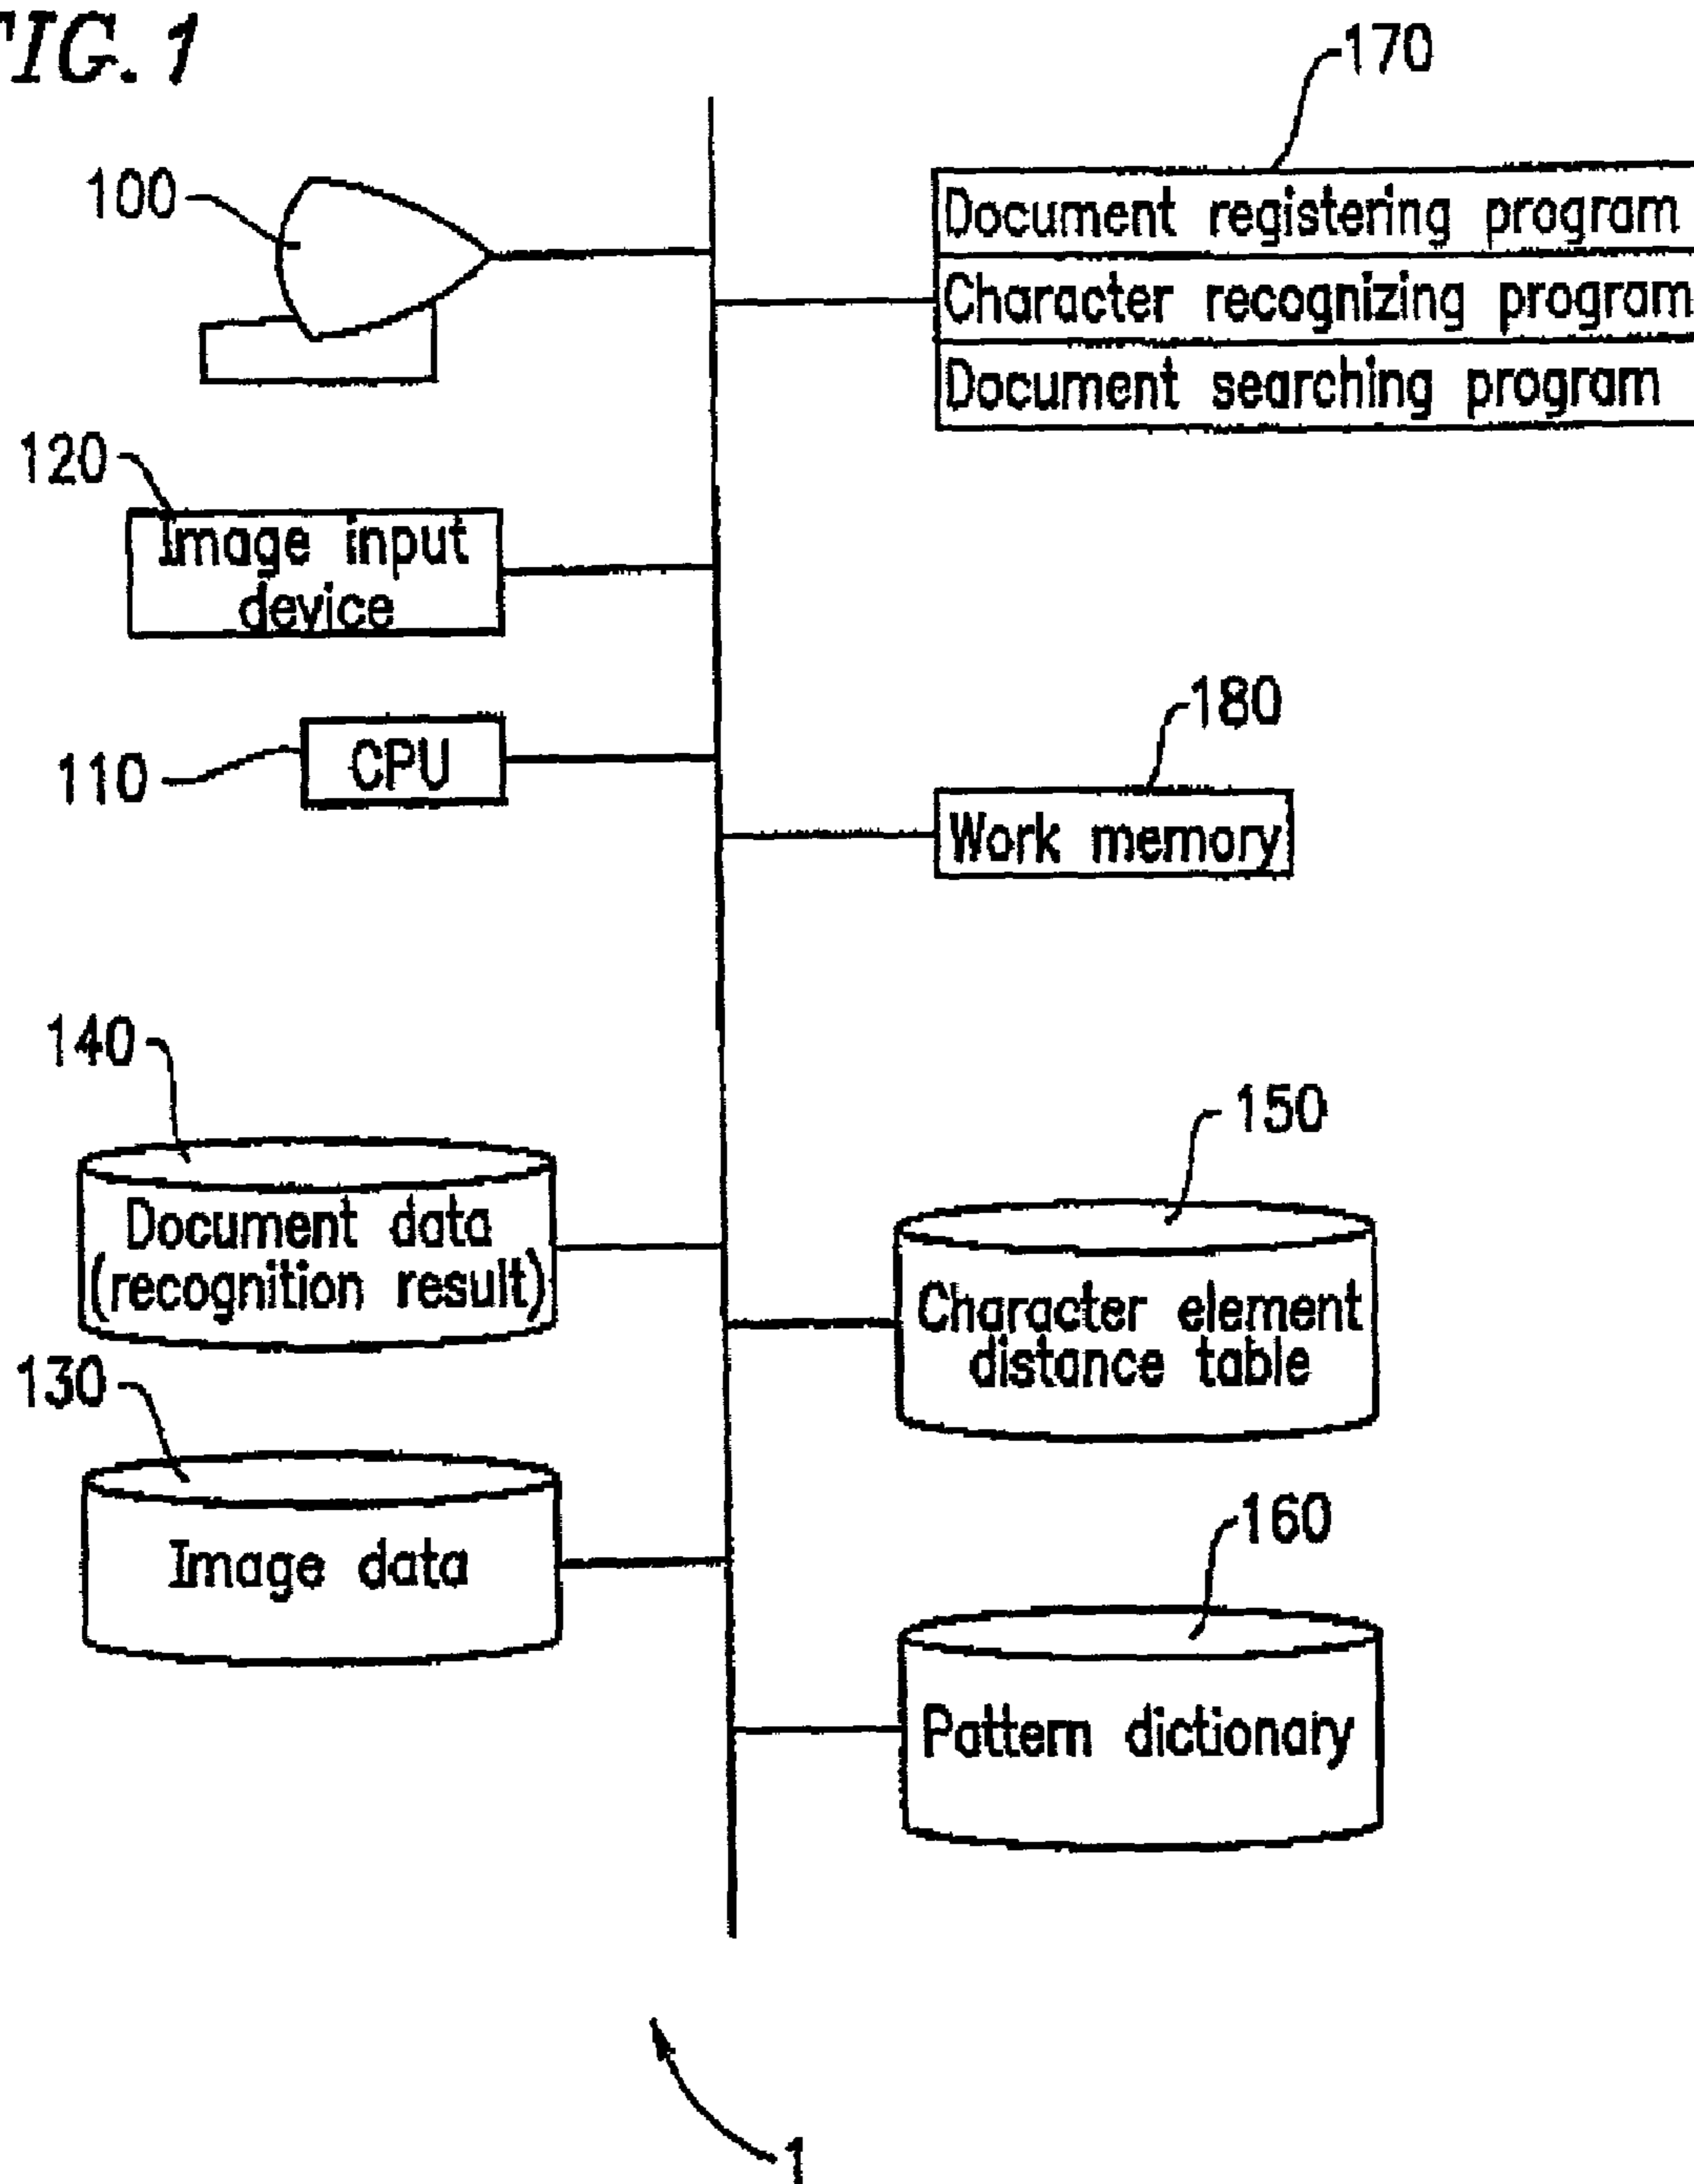 FIG. 1
170
100
Document registering program
Character recognizing program
Document searching program
120
Image input
device
180
110
CPU
Work memory
140
150
Document data
(recognition result)
Character element
distance table
130
160
Image data
Pattern dictionary
1